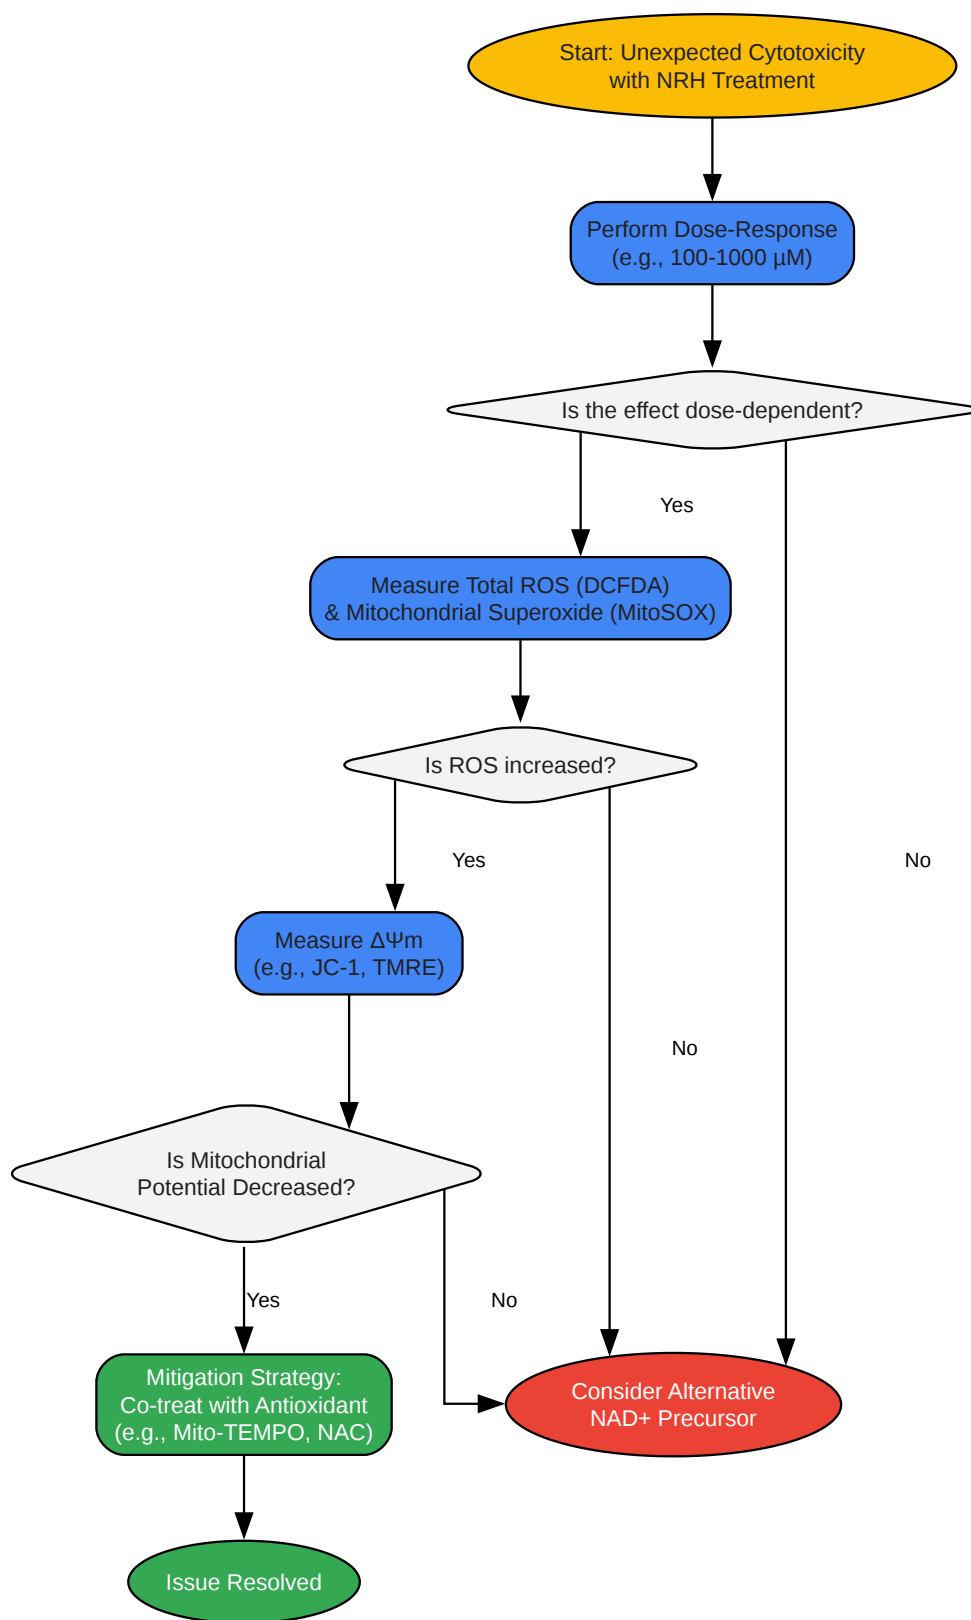 Start: Unexpected Cytotoxicity
with NRH Treatment
Perform Dose-Response
(e.g., 100-1000 µM)
Is the effect dose-dependent?
Yes
Measure Total ROS (DCFDA)
& Mitochondrial Superoxide (MitoSOX)
Is ROS increased?
Yes
No
Measure ΔΨm
(e.g., JC-1, TMRE)
No
Is Mitochondrial
Potential Decreased?
Yes
No
Mitigation Strategy:
Co-treat with Antioxidant
(e.g., Mito-TEMPO, NAC)
Consider Alternative
NAD+ Precursor
Issue Resolved